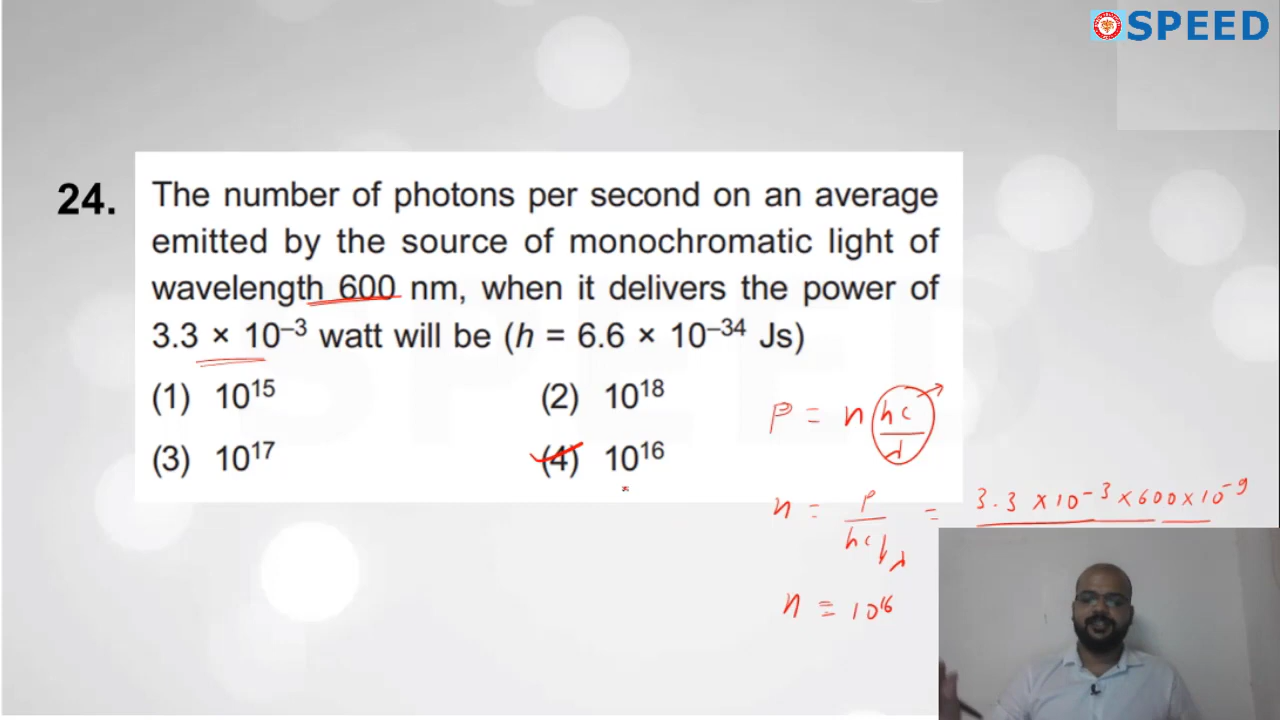 SPEED
24. The number of photons per second on an average
emitted by the source of monochromatic light of
wavelength 600 nm, when it delivers the power of
3.3 × 10⁻³ watt will be (h = 6.6 × 10⁻³⁴ Js)
(1) 10¹⁵ (2) 10¹⁸
(3) 10¹⁷ (4) 10¹⁶
P = n hc/λ
n = P/hc/λ = 3.3 × 10⁻³ × 600 × 10⁻⁹
n = 10¹⁶